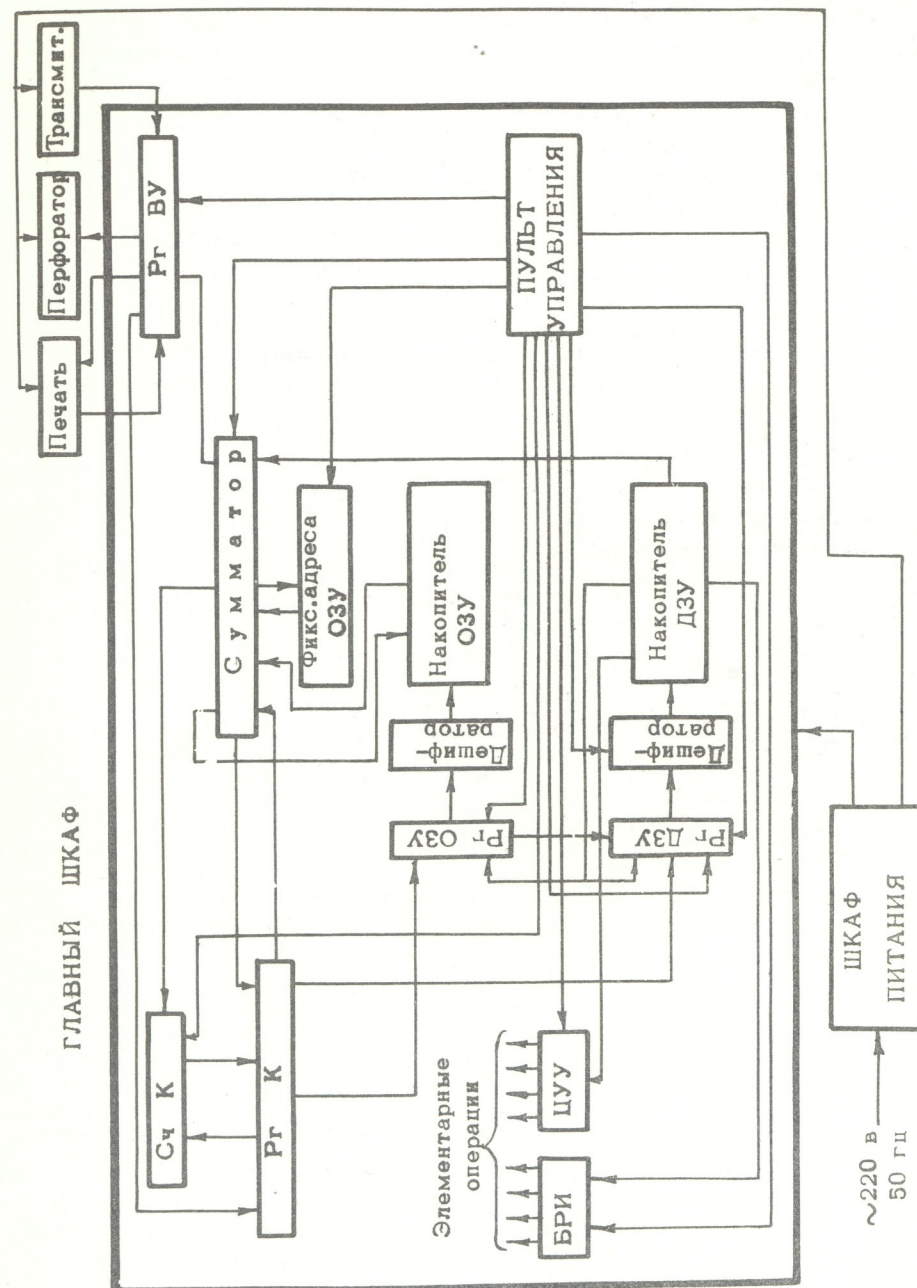 ГЛАВНЫЙ ШКАФ
Сч К
Рг К
Сумматор
Печать
Перфоратор
Трансмит.
Рг ВУ
Фикс.адреса
ОЗУ
Рг ОЗУ
Дешиф-
ратор
Накопитель
ОЗУ
ПУЛЬТ
УПРАВЛЕНИЯ
Элементарные
операции
БРИ
ЦУУ
Рг ДЗУ
Дешиф-
ратор
Накопитель
ДЗУ
~220 в
50 гц
ШКАФ
ПИТАНИЯ